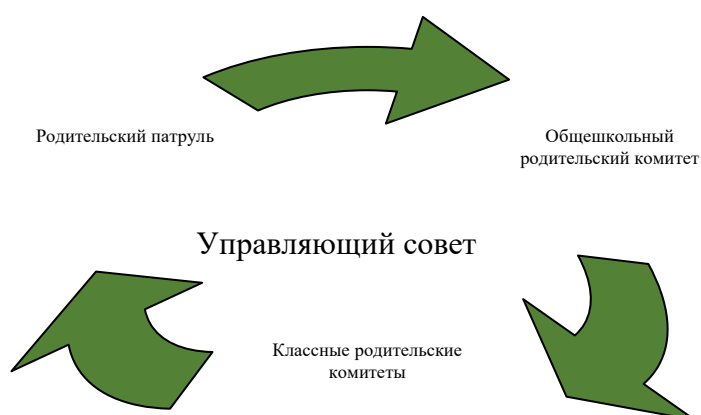 Родительский патруль
Общешкольный
родительский комитет
Управляющий совет
Классные родительские
комитеты